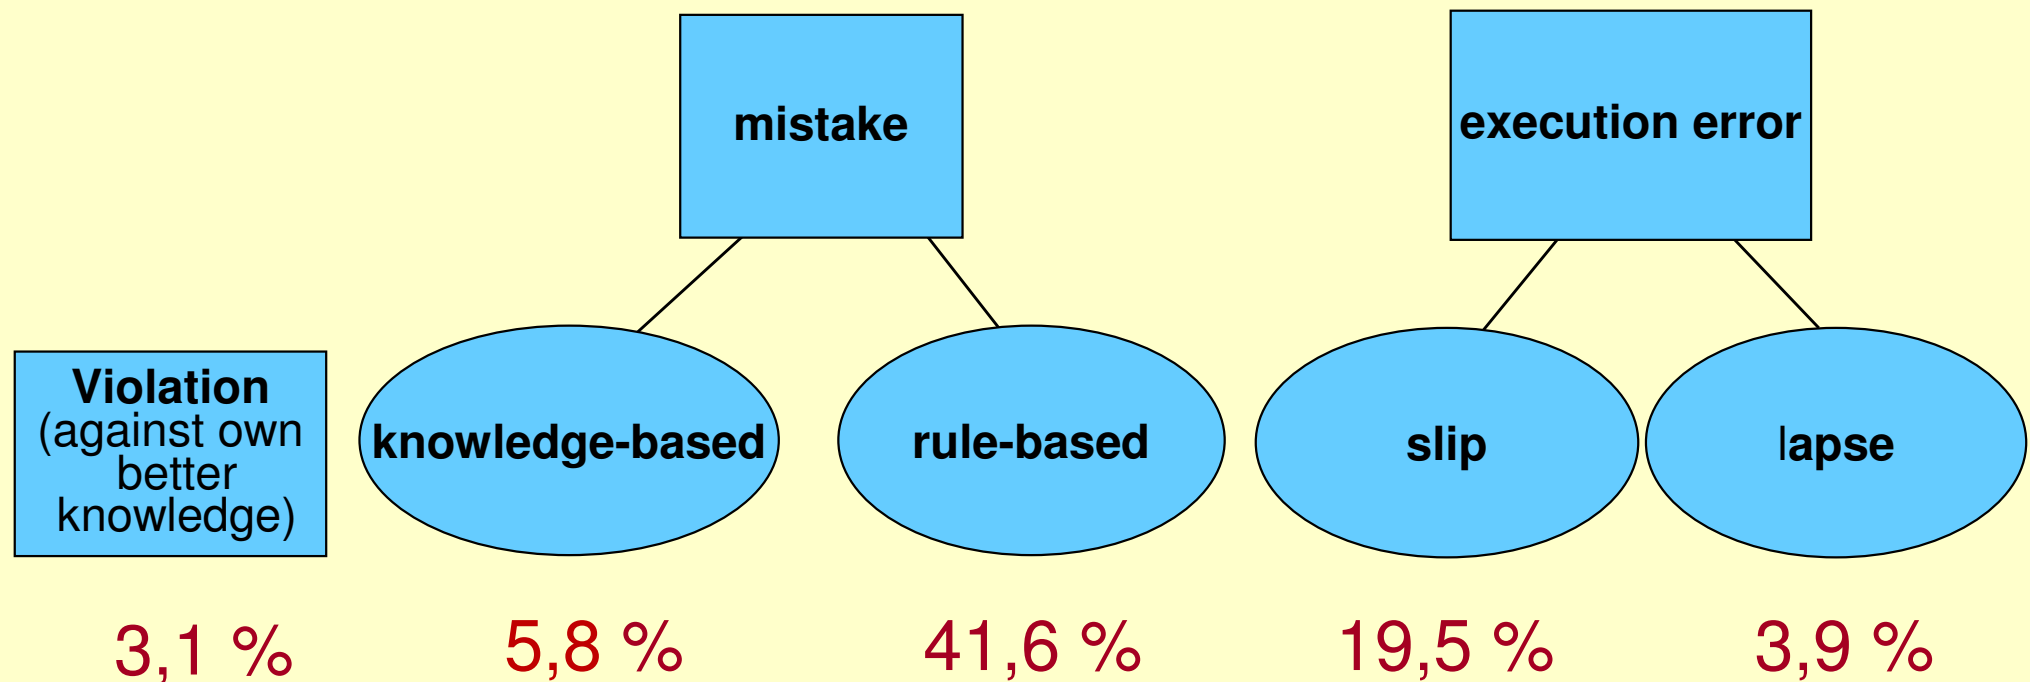 mistake
execution error
Violation
(against own
better
knowledge)
knowledge-based
rule-based
slip
lapse
3,1 %
5,8 %
41,6 %
19,5 %
3,9 %